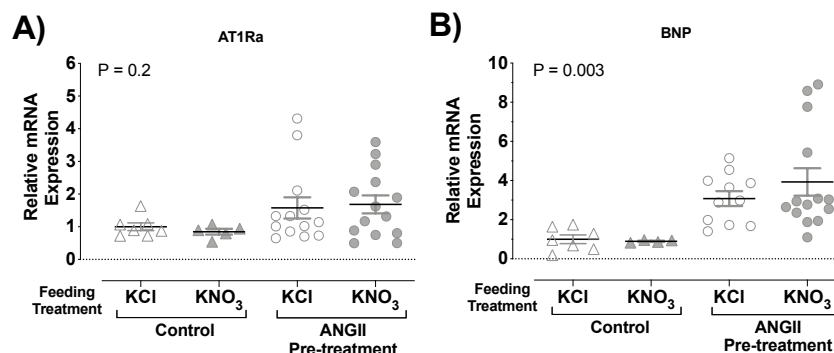 A)
AT1Ra
P = 0.2
Relative mRNA
Expression
6
5
4
3
2
1
0
Feeding
Treatment
KCl
KNO3
KCl
KNO3
Control
ANGII
Pre-treatment
B)
BNP
P = 0.003
Relative mRNA
Expression
10
8
6
4
2
0
Feeding
Treatment
KCl
KNO3
KCl
KNO3
Control
ANGII
Pre-treatment